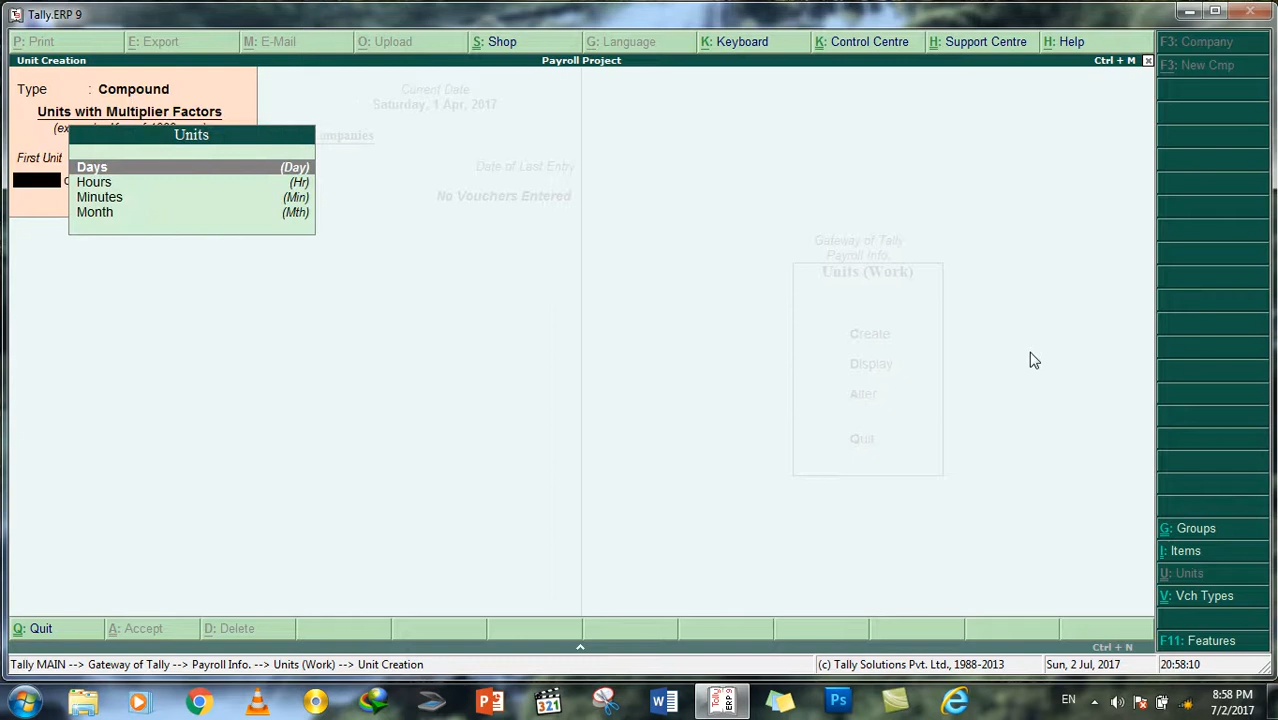 Tally.ERP 9
P: Print E: Export M: E-Mail O: Upload S: Shop G: Language K: Keyboard K: Control Centre H: Support Centre H: Help F3: Company
Unit Creation Payroll Project Ctrl + M
F3: New Cmp
Type : Compound
Current Date
Saturday, 1 Apr, 2017
Units with Multiplier Factors
(ex
Units
First Unit
Date of Last Entry
Days (Day)
Hours (Hr)
Minutes (Min)
No Vouchers Entered
Month (Mth)
Gateway of Tally
Payroll Info.
Units (Work)
Create
Display
Alter
Quit
G: Groups
I: Items
U: Units
V: Vch Types
Q: Quit A: Accept D: Delete
F11: Features
Ctrl + N
Tally MAIN --> Gateway of Tally --> Payroll Info. --> Units (Work) --> Unit Creation (c) Tally Solutions Pvt. Ltd., 1988-2013 Sun, 2 Jul, 2017 20:58:10
EN 8:58 PM
7/2/2017